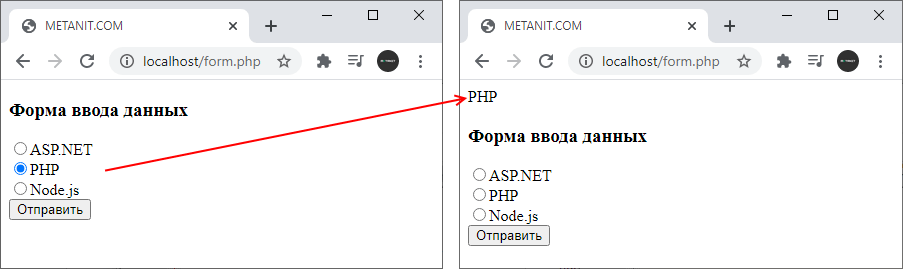 METANIT.COM
localhost/form.php
Форма ввода данных
ASP.NET
PHP
Node.js
Отправить
METANIT.COM
localhost/form.php
PHP
Форма ввода данных
ASP.NET
PHP
Node.js
Отправить